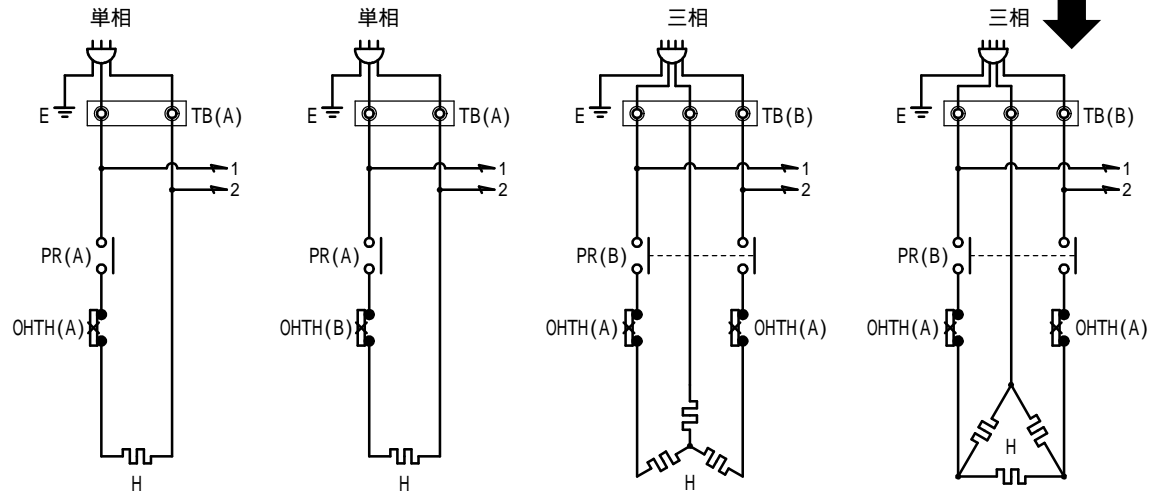 単相
E
TB(A)
1
2
PR(A)
OHTH(A)
H
単相
E
TB(A)
1
2
PR(A)
OHTH(B)
H
三相
E
TB(B)
1
2
PR(B)
OHTH(A)
OHTH(A)
H
三相
E
TB(B)
1
2
PR(B)
OHTH(A)
OHTH(A)
H